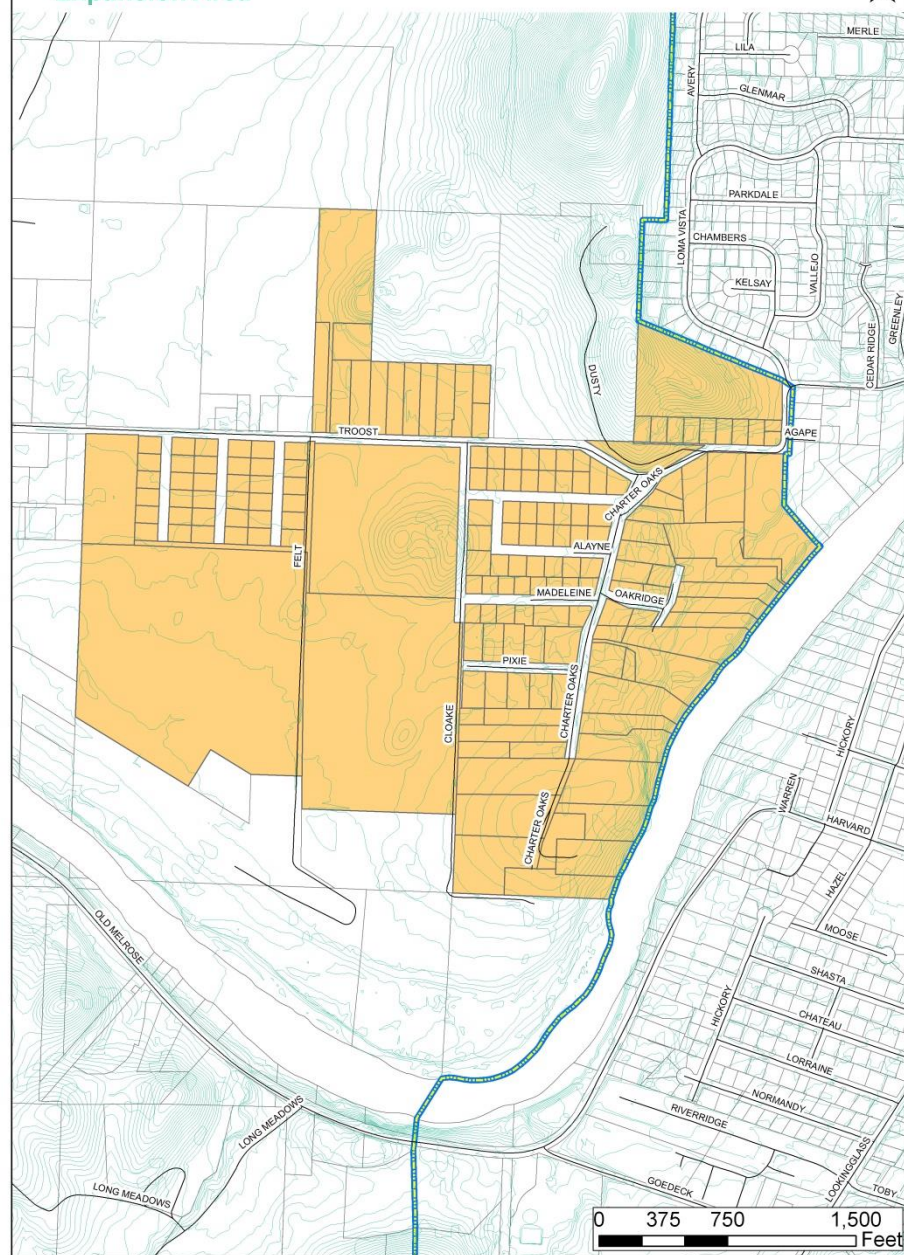 MERLE
LILA
AVERY
GLENMAR
PARKDALE
LOMA VISTA
CHAMBERS
VALLEJO
KELSAY
CEDAR RIDGE
GREENLEY
DUSTY
TROOST
AGAPE
CHARTER OAKS
FELT
ALAYNE
MADELEINE
OAKRIDGE
PIXIE
CLOAKE
CHARTER OAKS
HICKORY
WARREN
HARVARD
CHARTER OAKS
HAZEL
OLD MELROSE
MOOSE
SHASTA
HICKORY
CHATEAU
LORRAINE
NORMANDY
RIVERRIDGE
LONG MEADOWS
LOOKINGGLASS
LONG MEADOWS
GOEDECK
TOBY
0 375 750 1,500
Feet